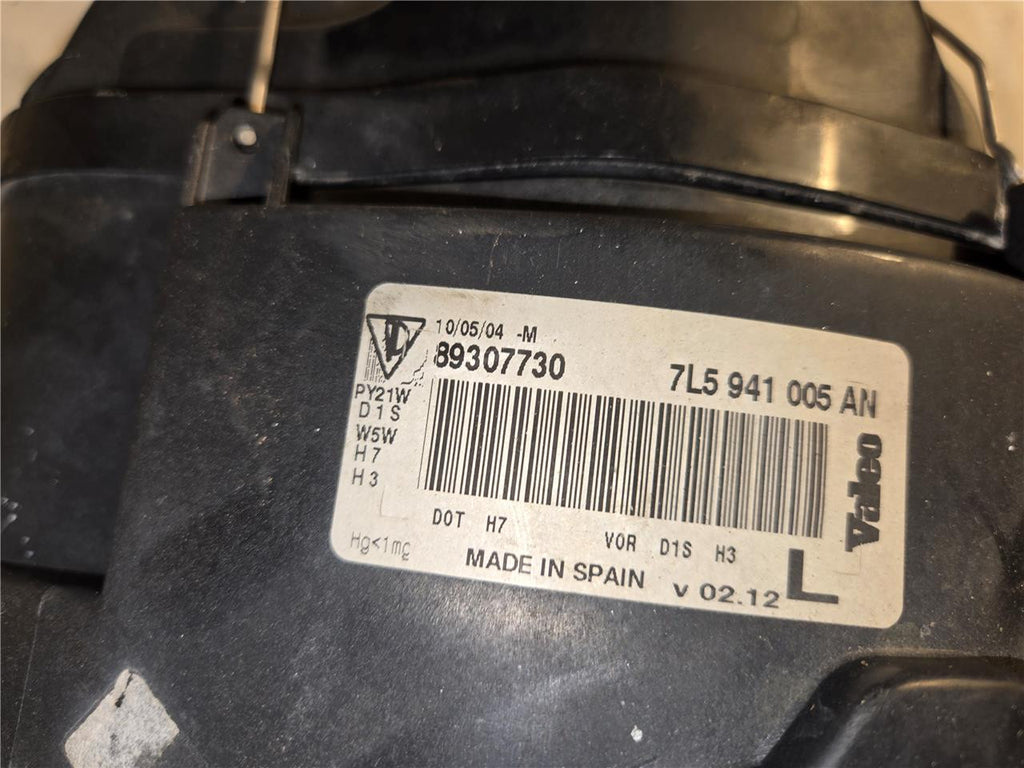 10/05/04 -M
89307730
7L5 941 005 AN
PY21W
D1S
W5W
H7
H3
Valeo
DOT H7
VOR D1S H3
L
Hg<1mg
MADE IN SPAIN
V 02.12